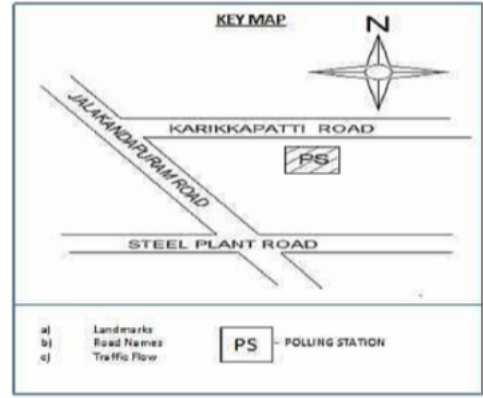 KEY MAP
N
JALAKANDAPURAM ROAD
KARIKKAPATTI ROAD
PS
STEEL PLANT ROAD
a) Landmarks
b) Road Names
c) Traffic Flow
PS - POLLING STATION